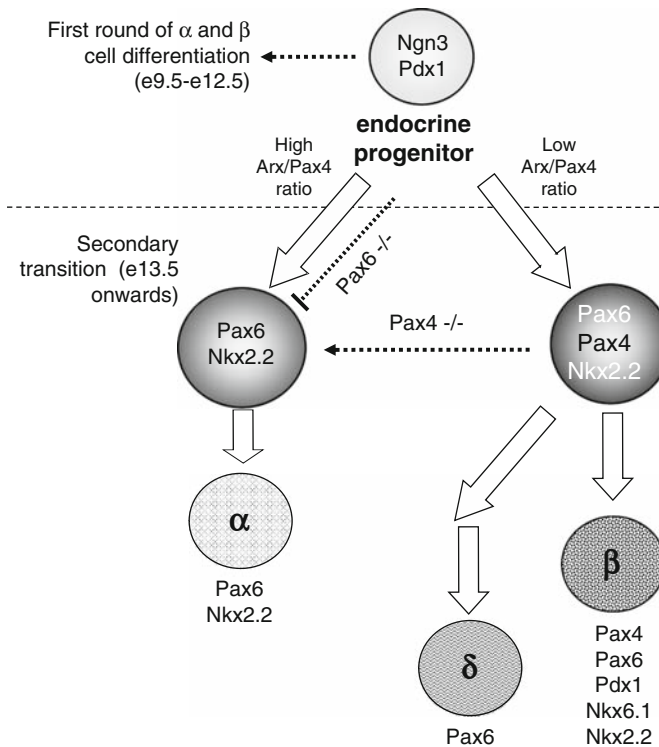 First round of α and β
cell differentiation
(e9.5-e12.5)
Ngn3
Pdx1
endocrine
progenitor
High
Arx/Pax4
ratio
Low
Arx/Pax4
ratio
Secondary
transition (e13.5
onwards)
Pax6 -/-
Pax6
Nkx2.2
Pax4 -/-
Pax6
Pax4
Nkx2.2
α
Pax6
Nkx2.2
β
Pax4
Pax6
Pdx1
Nkx6.1
Nkx2.2
δ
Pax6